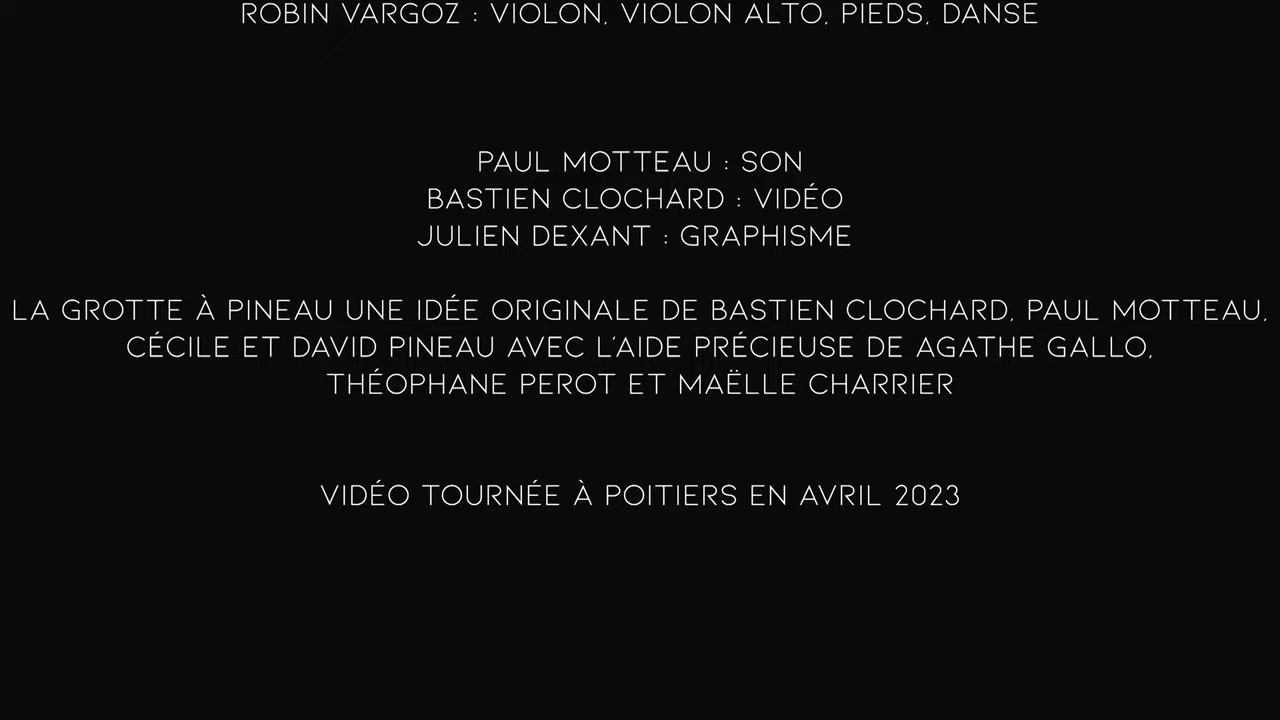 ROBIN VARGOZ : VIOLON, VIOLON ALTO, PIEDS, DANSE
PAUL MOTTEAU : SON
BASTIEN CLOCHARD : VIDÉO
JULIEN DEXANT : GRAPHISME
LA GROTTE À PINEAU UNE IDÉE ORIGINALE DE BASTIEN CLOCHARD, PAUL MOTTEAU,
CÉCILE ET DAVID PINEAU AVEC L'AIDE PRÉCIEUSE DE AGATHE GALLO,
THÉOPHANE PEROT ET MAËLLE CHARRIER
VIDÉO TOURNÉE À POITIERS EN AVRIL 2023